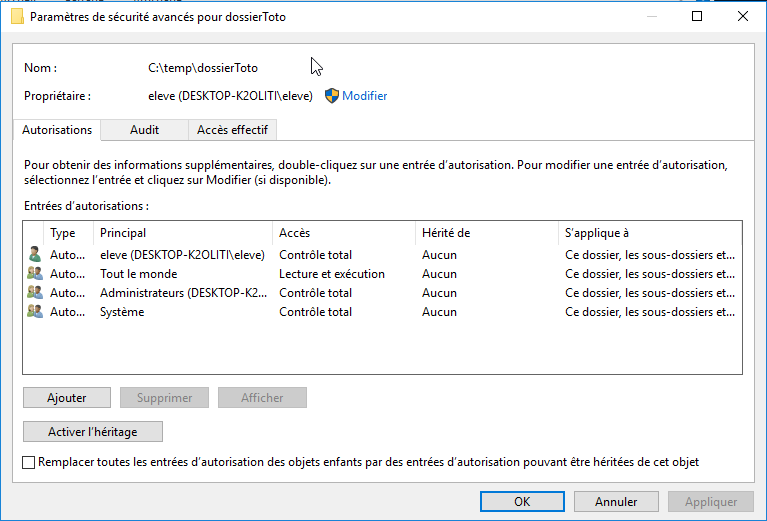 Paramètres de sécurité avancés pour dossierToto
Nom : C:\temp\dossierToto
Propriétaire : eleve (DESKTOP-K2OLITI\eleve) Modifier
Autorisations Audit Accès effectif
Pour obtenir des informations supplémentaires, double-cliquez sur une entrée d'autorisation. Pour modifier une entrée d'autorisation,
sélectionnez l'entrée et cliquez sur Modifier (si disponible).
Entrées d'autorisations :
Type Principal Accès Hérité de S'applique à
Auto... eleve (DESKTOP-K2OLITI\eleve) Contrôle total Aucun Ce dossier, les sous-dossiers et...
Auto... Tout le monde Lecture et exécution Aucun Ce dossier, les sous-dossiers et...
Auto... Administrateurs (DESKTOP-K2... Contrôle total Aucun Ce dossier, les sous-dossiers et...
Auto... Système Contrôle total Aucun Ce dossier, les sous-dossiers et...
Ajouter Supprimer Afficher
Activer l'héritage
Remplacer toutes les entrées d'autorisation des objets enfants par des entrées d'autorisation pouvant être héritées de cet objet
OK Annuler Appliquer